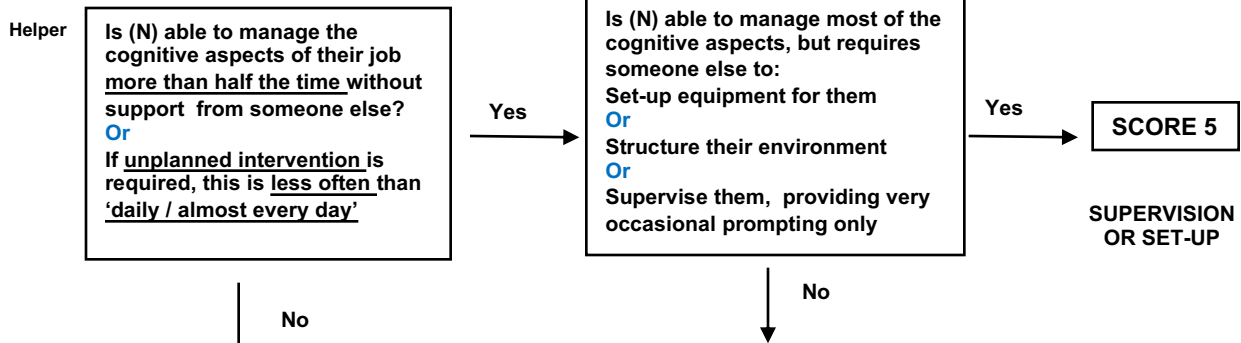 Helper
Is (N) able to manage the
cognitive aspects of their job
more than half the time without
support from someone else?
Or
If unplanned intervention is
required, this is less often than
‘daily / almost every day’
Yes
Is (N) able to manage most of the
cognitive aspects, but requires
someone else to:
Set-up equipment for them
Or
Structure their environment
Or
Supervise them, providing very
occasional prompting only
Yes
SCORE 5
SUPERVISION
OR SET-UP
No
No